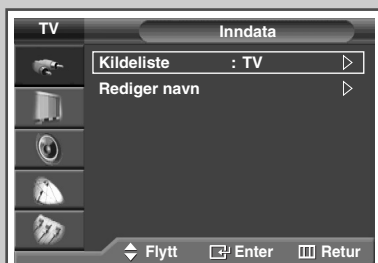 TV Inndata
Kildeliste : TV
Rediger navn
Flytt Enter Retur